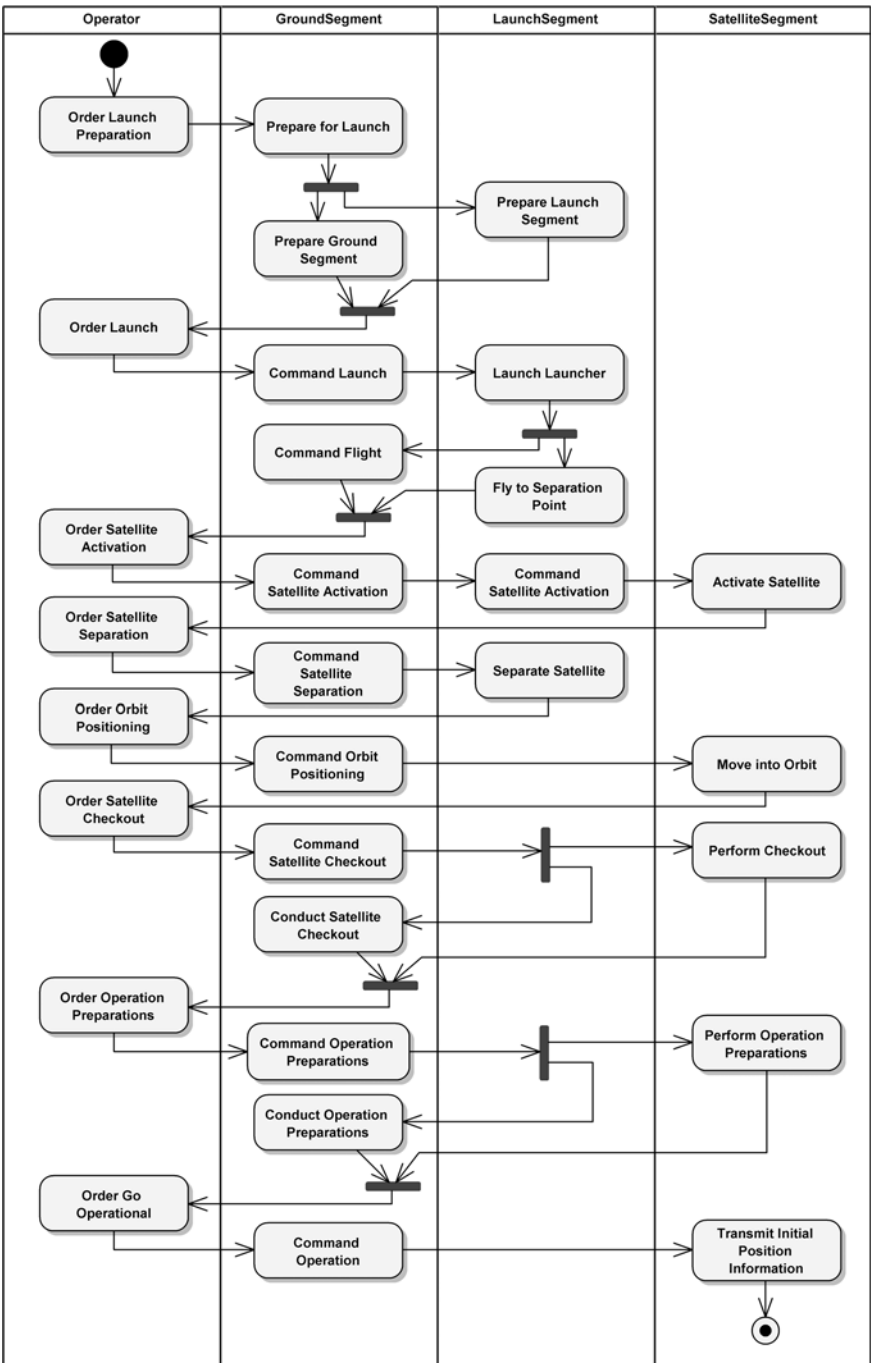 Operator
GroundSegment
LaunchSegment
SatelliteSegment
Order Launch
Preparation
Prepare for Launch
Prepare Launch
Segment
Prepare Ground
Segment
Order Launch
Command Launch
Launch Launcher
Command Flight
Fly to Separation
Point
Order Satellite
Activation
Command
Satellite Activation
Command
Satellite Activation
Activate Satellite
Order Satellite
Separation
Command
Satellite
Separation
Separate Satellite
Order Orbit
Positioning
Command Orbit
Positioning
Move into Orbit
Order Satellite
Checkout
Command
Satellite Checkout
Perform Checkout
Conduct Satellite
Checkout
Order Operation
Preparations
Command Operation
Preparations
Perform Operation
Preparations
Conduct Operation
Preparations
Order Go
Operational
Command
Operation
Transmit Initial
Position
Information